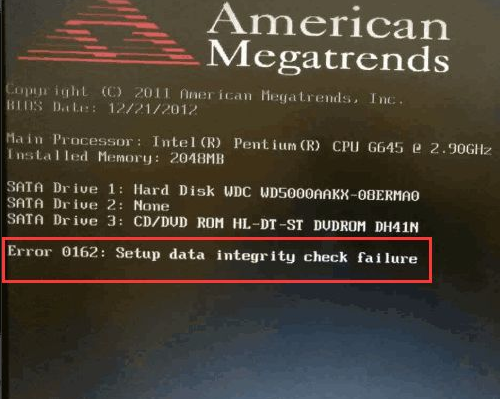 American
Megatrends
Copyright (C) 2011 American Megatrends, Inc.
BIOS Date: 12/21/2012
Main Processor: Intel(R) Pentium(R) CPU G645 @ 2.90GHz
Installed Memory: 2048MB
SATA Drive 1: Hard Disk WDC WD5000AAKX-08ERMA0
SATA Drive 2: None
SATA Drive 3: CD/DVD ROM HL-DT-ST DVDROM DH41N
Error 0162: Setup data integrity check failure